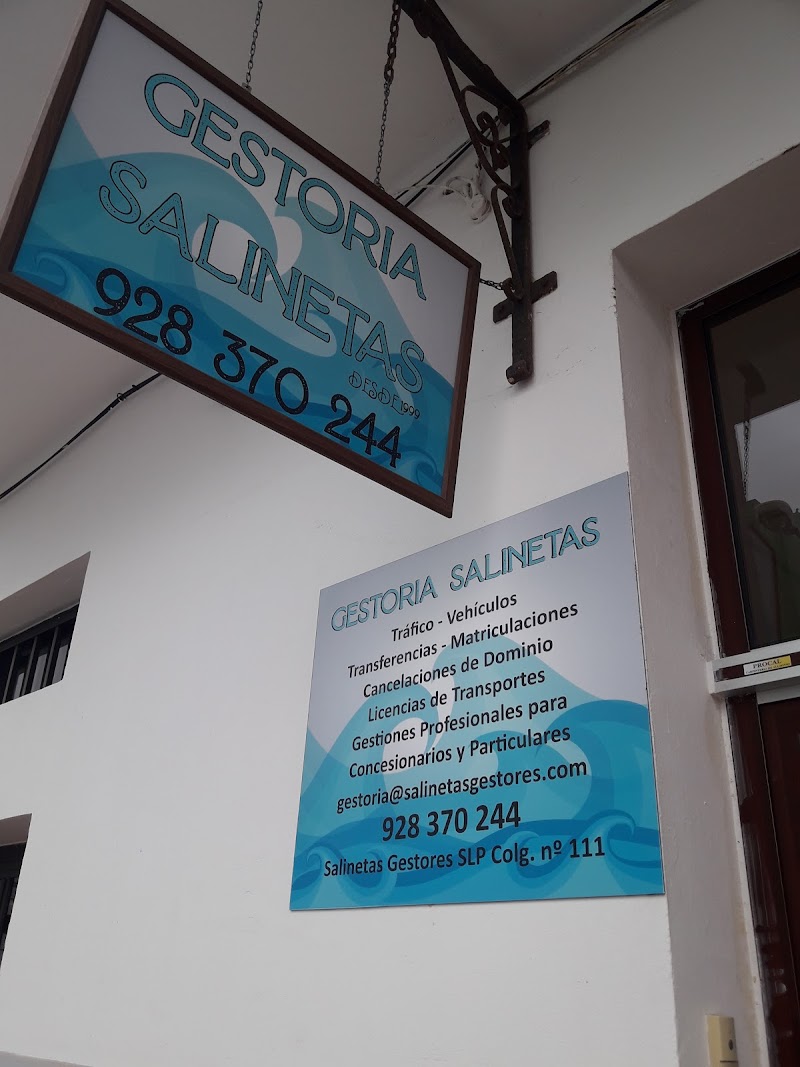 GESTORIA
SALINETAS
DESDE 1999
928 370 244
GESTORIA SALINETAS
Tráfico - Vehículos
Transferencias - Matriculaciones
Cancelaciones de Dominio
Licencias de Transportes
Gestiones Profesionales para
Concesionarios y Particulares
gestoria@salinetasgestores.com
928 370 244
Salinetas Gestores SLP Colg. nº 111
PROCAL